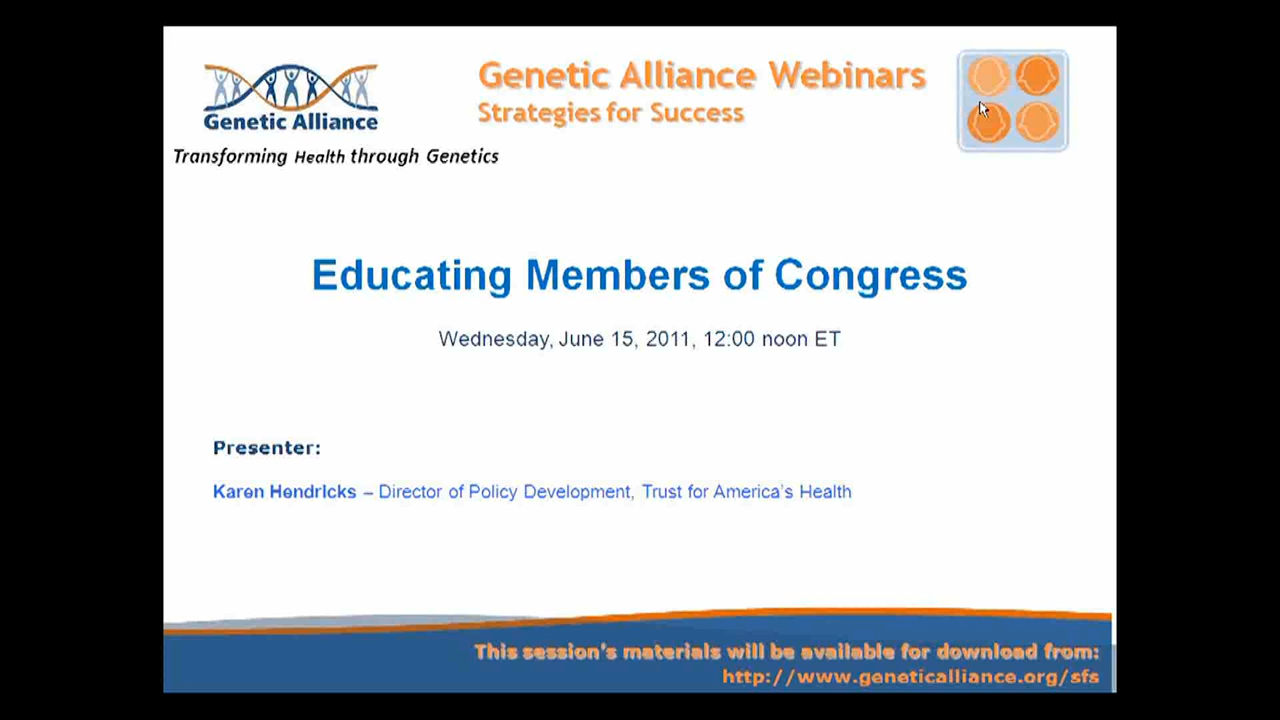 Genetic Alliance
Transforming Health through Genetics
Genetic Alliance Webinars
Strategies for Success
Educating Members of Congress
Wednesday, June 15, 2011, 12:00 noon ET
Presenter:
Karen Hendricks – Director of Policy Development, Trust for America's Health
This session's materials will be available for download from:
http://www.geneticalliance.org/sfs